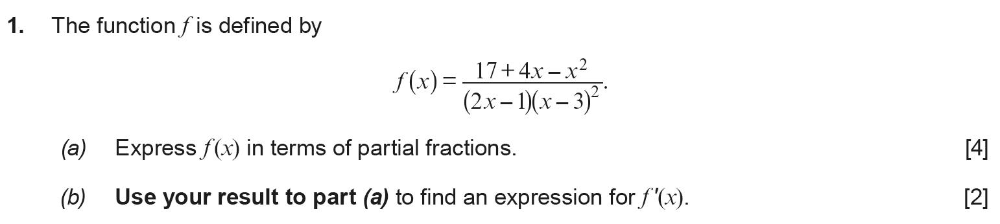 1. The function f is defined by
f(x) = \frac{17 + 4x - x^2}{(2x - 1)(x - 3)^2}.
(a) Express f(x) in terms of partial fractions. [4]
(b) Use your result to part (a) to find an expression for f'(x). [2]